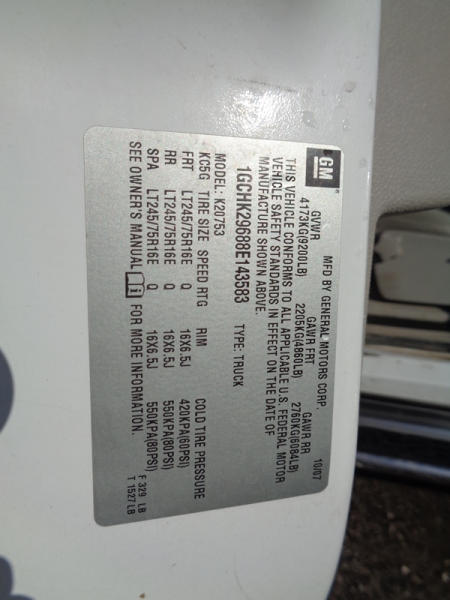 GM
MFD BY GENERAL MOTORS CORP.
10/07
GVWR GAWR FRT GAWR RR
4173KG(9200LB) 2205KG(4860LB) 2760KG(6084LB)
THIS VEHICLE CONFORMS TO ALL APPLICABLE U.S. FEDERAL MOTOR
VEHICLE SAFETY STANDARDS IN EFFECT ON THE DATE OF
MANUFACTURE SHOWN ABOVE.
1GCHK29688E143583 TYPE: TRUCK
MODEL: K20753
KC5G TIRE SIZE SPEED RTG RIM COLD TIRE PRESSURE
FRT LT245/75R16E Q 16X6.5J 420KPA(60PSI)
RR LT245/75R16E Q 16X6.5J 550KPA(80PSI)
SPA LT245/75R16E Q 16X6.5J 550KPA(80PSI)
SEE OWNER'S MANUAL FOR MORE INFORMATION.
F 329 LB
T 1527 LB